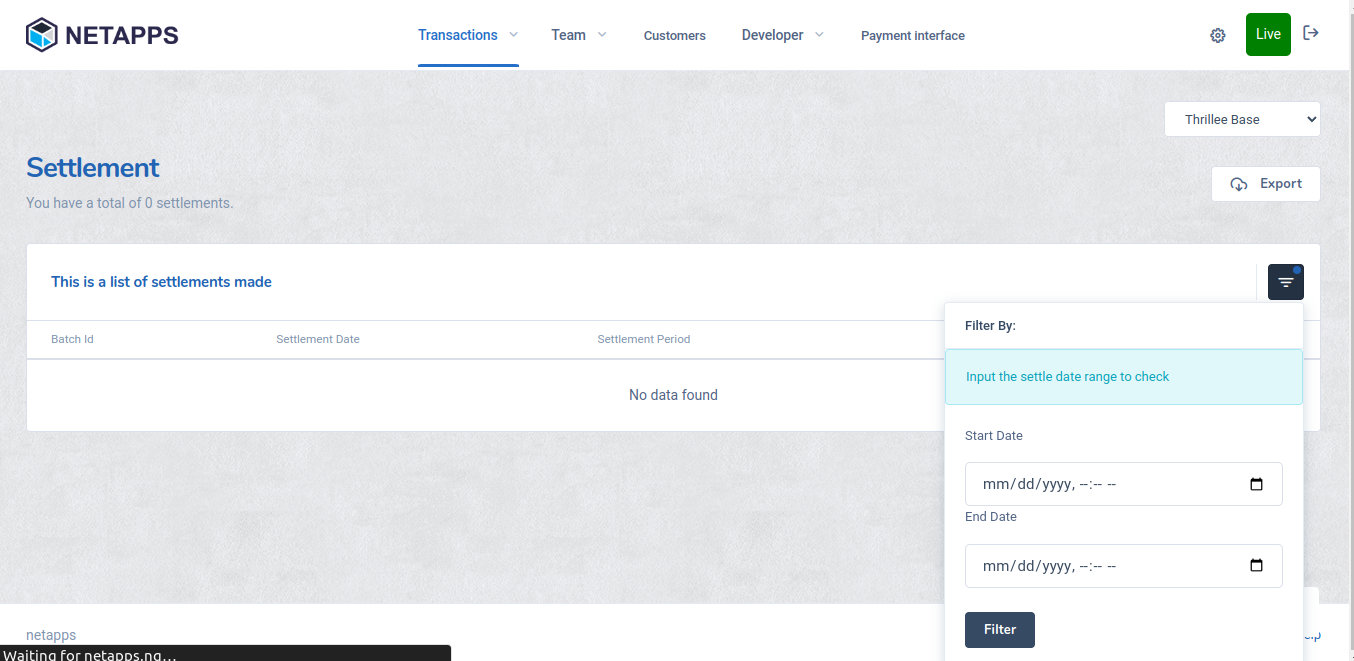 NETAPPS
Transactions Team Customers Developer Payment interface Live
Thrillee Base
Settlement
Export
You have a total of 0 settlements.
This is a list of settlements made
Filter By:
Batch Id Settlement Date Settlement Period
Input the settle date range to check
No data found
Start Date
mm/dd/yyyy, --:-- --
End Date
mm/dd/yyyy, --:-- --
Filter
netapps
Waiting for netapps.ng...